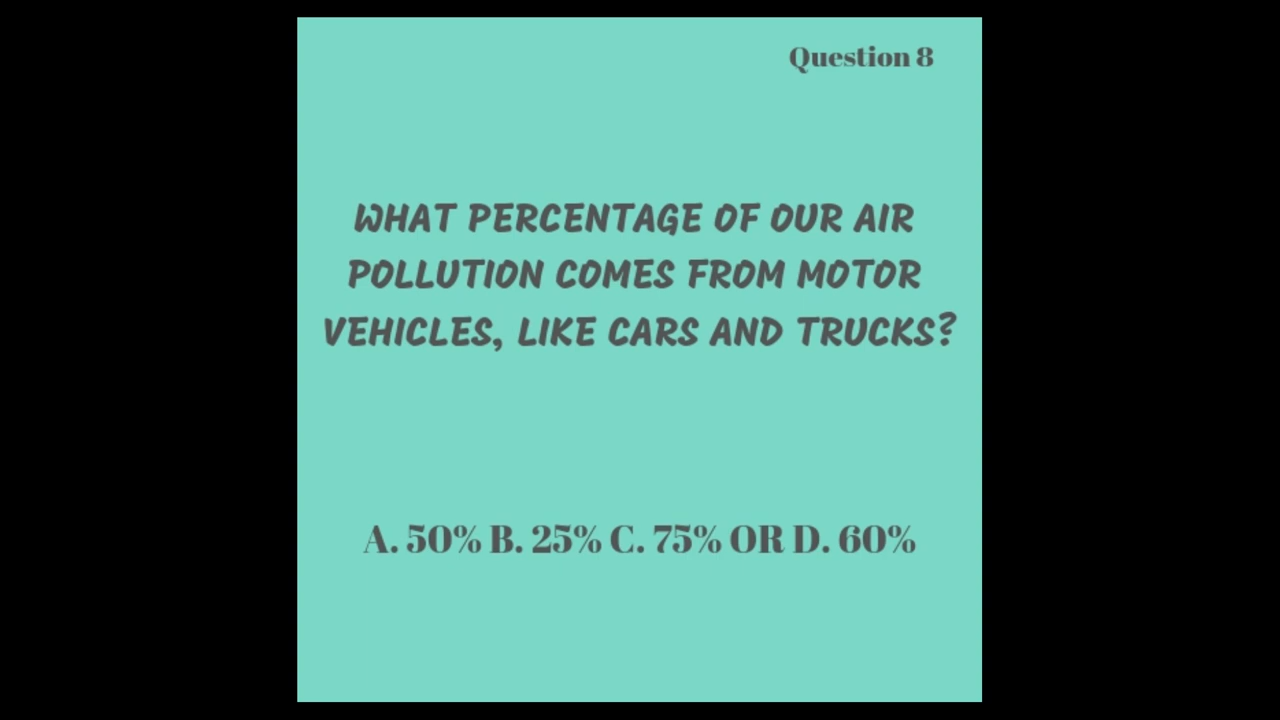 Question 8
WHAT PERCENTAGE OF OUR AIR
POLLUTION COMES FROM MOTOR
VEHICLES, LIKE CARS AND TRUCKS?
A. 50% B. 25% C. 75% OR D. 60%